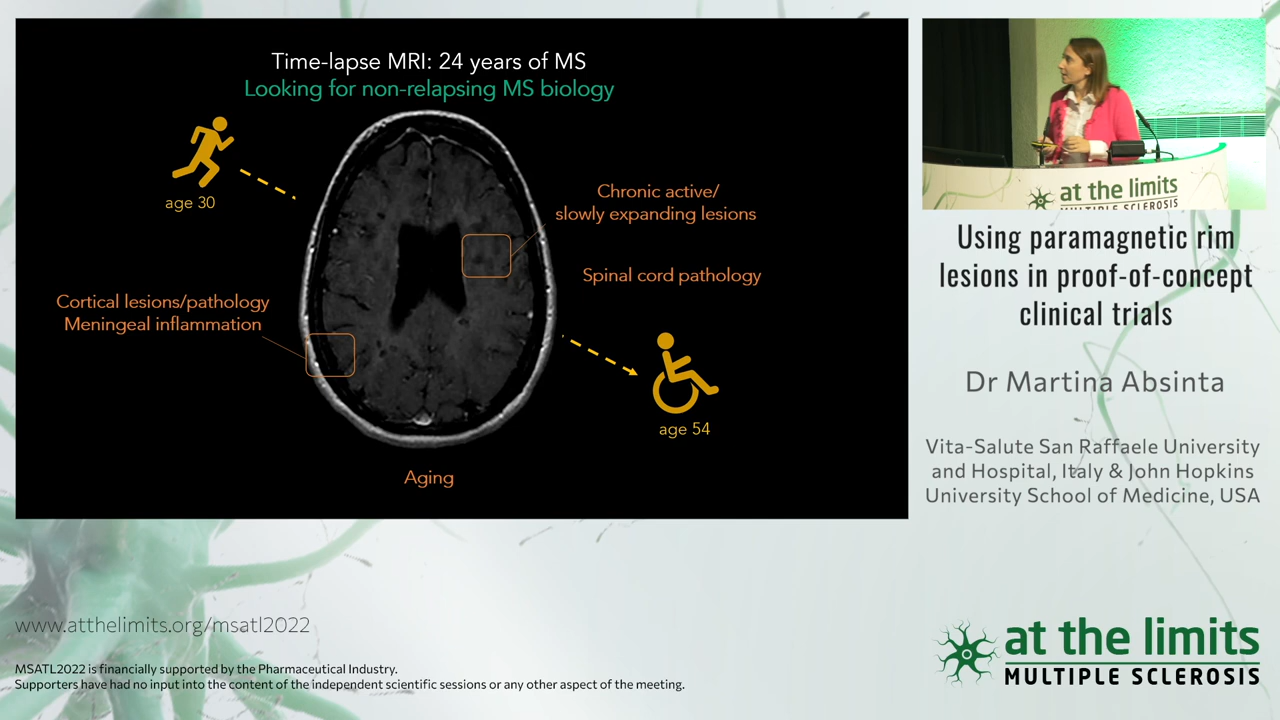 Time-lapse MRI: 24 years of MS
Looking for non-relapsing MS biology
age 30
Chronic active/
slowly expanding lesions
Spinal cord pathology
Cortical lesions/pathology
Meningeal inflammation
age 54
Aging
at the limits
MULTIPLE SCLEROSIS
Using paramagnetic rim
lesions in proof-of-concept
clinical trials
Dr Martina Absinta
Vita-Salute San Raffaele University
and Hospital, Italy & John Hopkins
University School of Medicine, USA
www.atthelimits.org/msatl2022
MSATL2022 is financially supported by the Pharmaceutical Industry.
Supporters have had no input into the content of the independent scientific sessions or any other aspect of the meeting.
at the limits
MULTIPLE SCLEROSIS